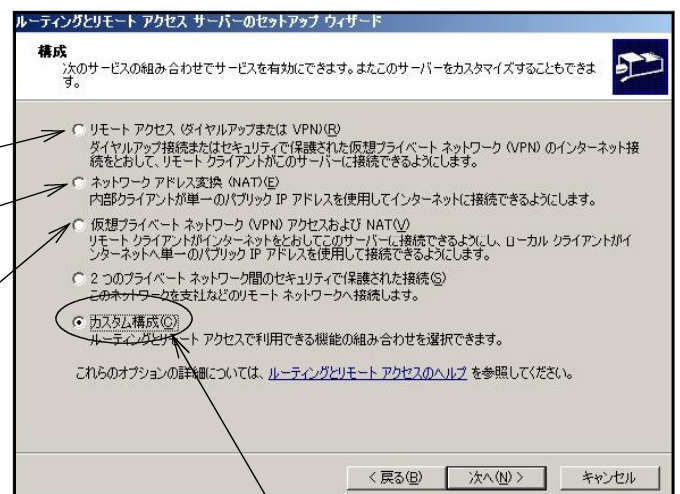 ルーティングとリモート アクセス サーバーのセットアップ ウィザード
構成
次のサービスの組み合わせでサービスを有効にできます。またこのサーバーをカスタマイズすることもできま
す。
リモート アクセス (ダイヤルアップまたは VPN)(R)
ダイヤルアップ接続またはセキュリティで保護された仮想プライベート ネットワーク (VPN) のインターネット接
続をとおして、リモート クライアントがこのサーバーに接続できるようにします。
ネットワーク アドレス変換 (NAT)(E)
内部クライアントが単一のパブリック IP アドレスを使用してインターネットに接続できるようにします。
仮想プライベート ネットワーク (VPN) アクセスおよび NAT(V)
リモート クライアントがインターネットをとおしてこのサーバーに接続できるようにし、ローカル クライアントがイ
ンターネットへ単一のパブリック IP アドレスを使用して接続できるようにします。
2 つのプライベート ネットワーク間のセキュリティで保護された接続(S)
このネットワークを支社などのリモート ネットワークへ接続します。
カスタム構成(C)
ルーティングとリモート アクセスで利用できる機能の組み合わせを選択できます。
これらのオプションの詳細については、ルーティングとリモート アクセスのヘルプ を参照してください。
< 戻る(B) 次へ(N) > キャンセル